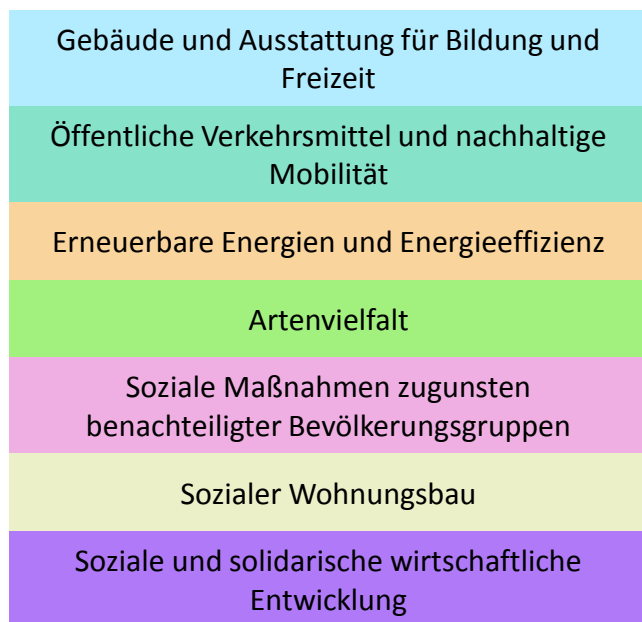 Gebäude und Ausstattung für Bildung und
Freizeit
Öffentliche Verkehrsmittel und nachhaltige
Mobilität
Erneuerbare Energien und Energieeffizienz
Artenvielfalt
Soziale Maßnahmen zugunsten
benachteiligter Bevölkerungsgruppen
Sozialer Wohnungsbau
Soziale und solidarische wirtschaftliche
Entwicklung